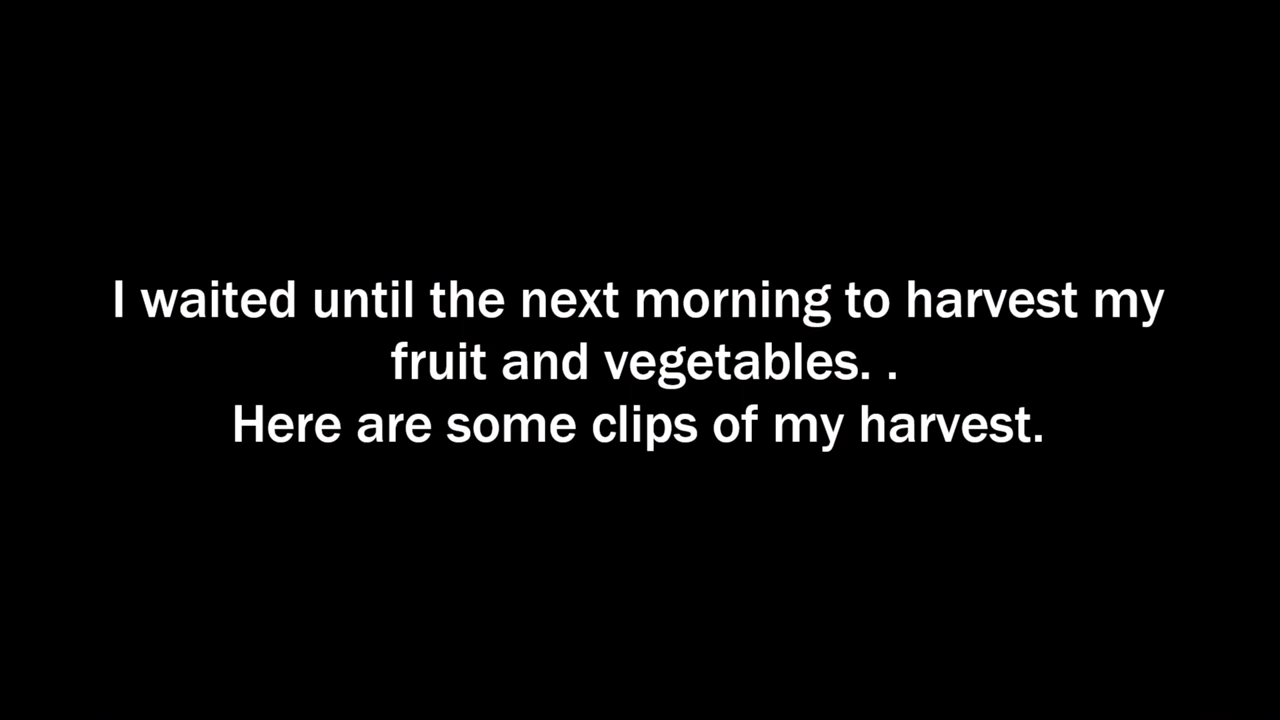 I waited until the next morning to harvest my
fruit and vegetables. .
Here are some clips of my harvest.